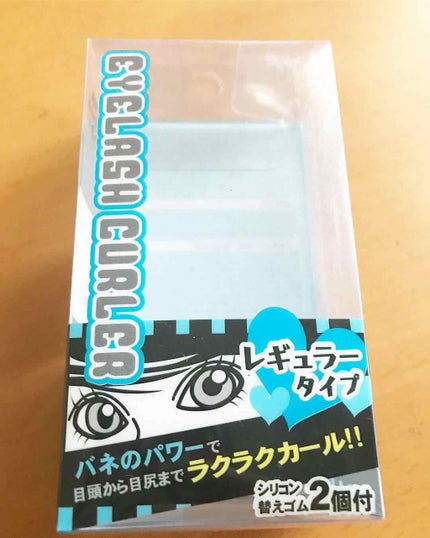 EYELASH CURLER
レギュラー
タイプ
バネのパワーで
目頭から目尻まで ラクラクカール!!
シリコン
替えゴム 2個付